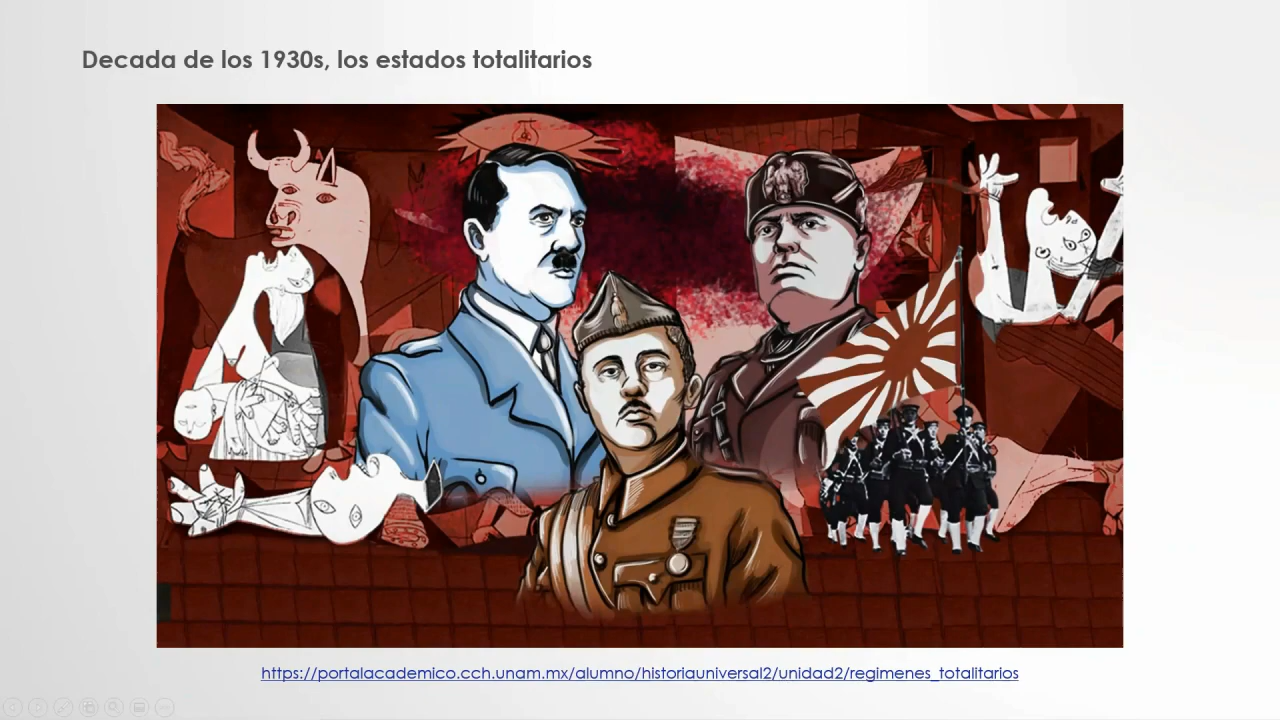 Decada de los 1930s, los estados totalitarios
https://portalacademico.cch.unam.mx/alumno/historiauniversal2/unidad2/regimenes_totalitarios